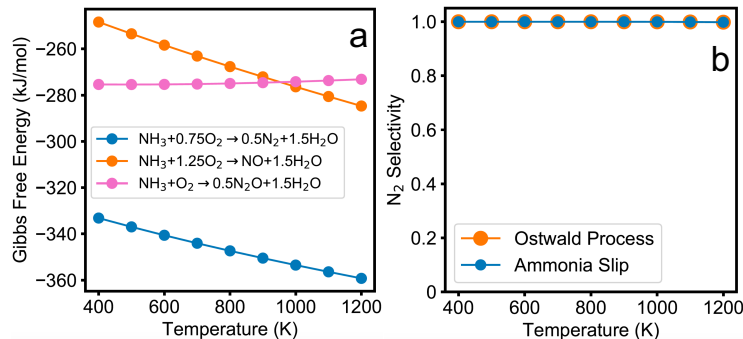 a
Gibbs Free Energy (kJ/mol)
−260
−280
−300
−320
−340
−360
NH₃+0.75O₂→0.5N₂+1.5H₂O
NH₃+1.25O₂→NO+1.5H₂O
NH₃+O₂→0.5N₂O+1.5H₂O
400 600 800 1000 1200
Temperature (K)
b
N₂ Selectivity
1.0
0.8
0.6
0.4
0.2
0
Ostwald Process
Ammonia Slip
400 600 800 1000 1200
Temperature (K)